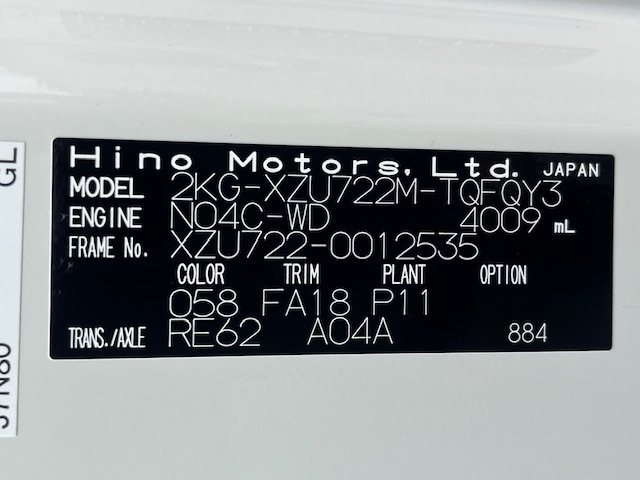 Hino Motors, Ltd. JAPAN
MODEL 2KG-XZU722M-TQFQY3
ENGINE N04C-WD 4009 mL
FRAME No. XZU722-0012535
COLOR TRIM PLANT OPTION
058 FA18 P11
TRANS./AXLE RE62 A04A 884
GL